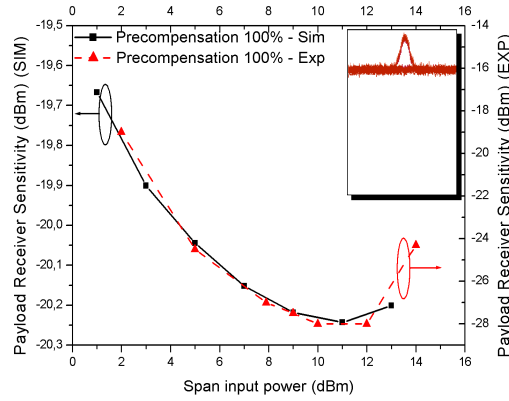 0 2 4 6 8 10 12 14 16
Precompensation 100% - Sim
Precompensation 100% - Exp
Payload Receiver Sensitivity (dBm) (SIM)
-19,5
-19,6
-19,7
-19,8
-19,9
-20,0
-20,1
-20,2
-20,3
-14
-16
-18
-20
-22
-24
-26
-28
Payload Receiver Sensitivity (dBm) (EXP)
0 2 4 6 8 10 12 14 16
Span input power (dBm)